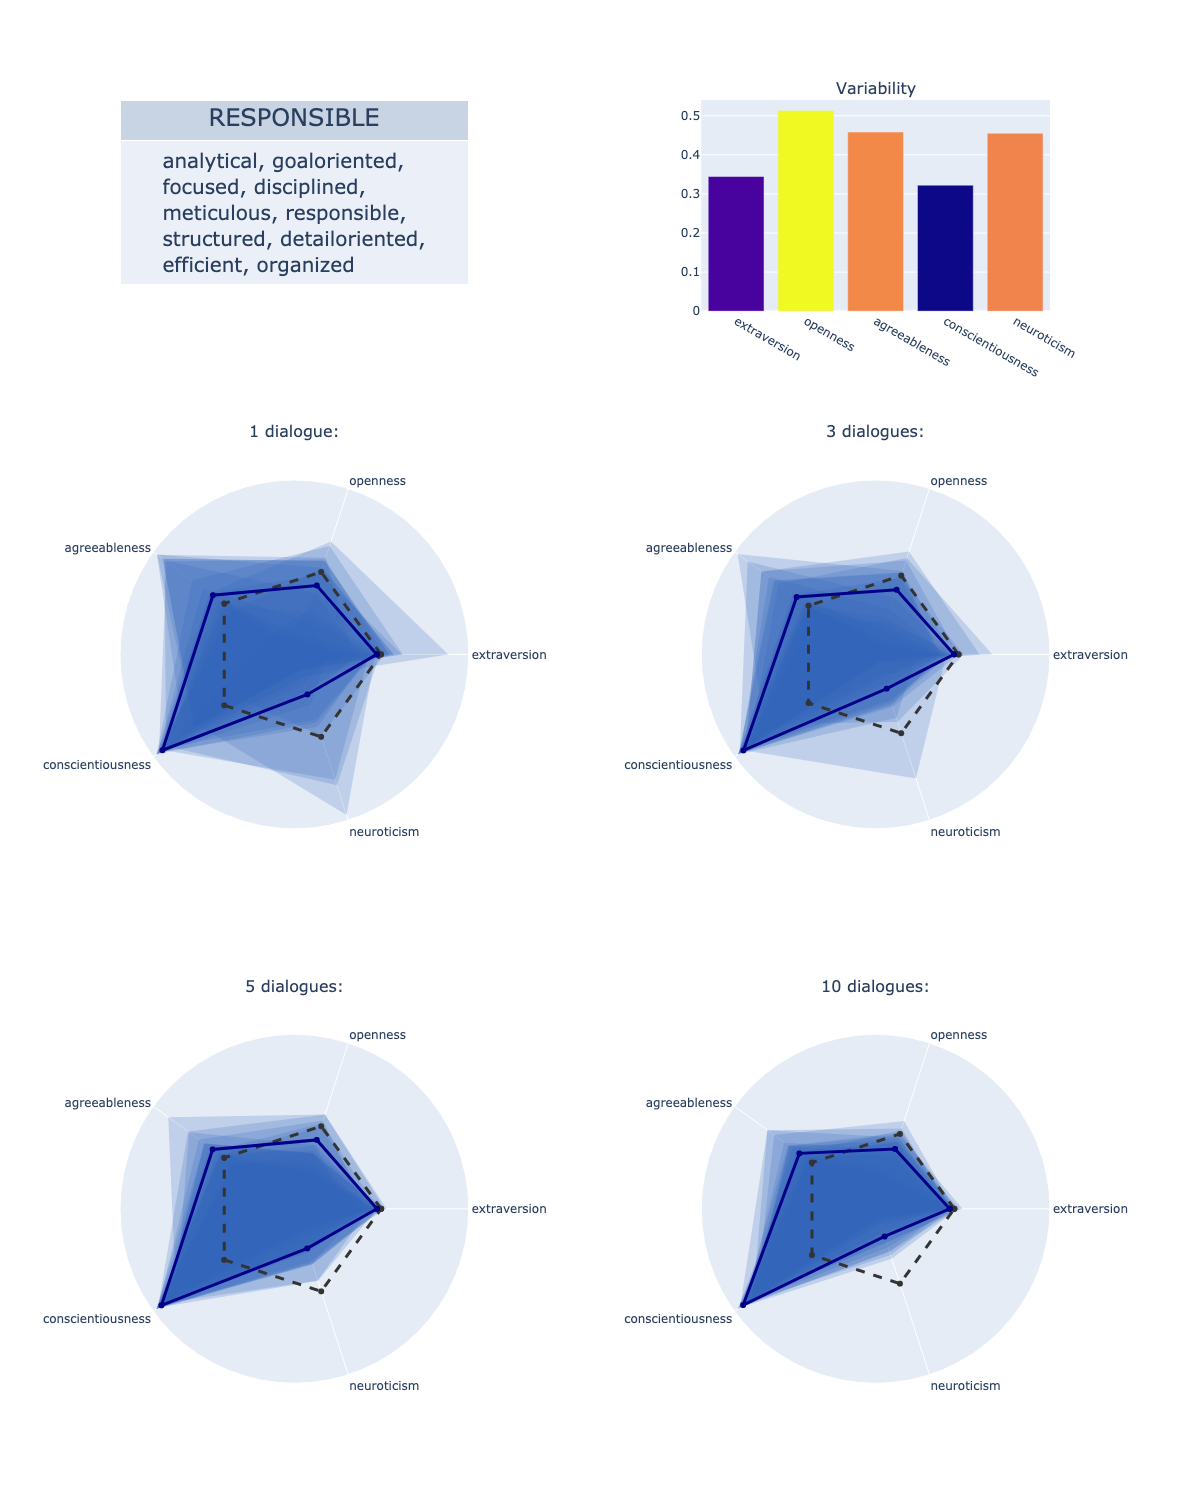 RESPONSIBLE
analytical, goaloriented,
focused, disciplined,
meticulous, responsible,
structured, detailoriented,
efficient, organized
Variability
0.5
0.4
0.3
0.2
0.1
0
extraversion
openness
agreeableness
conscientiousness
neuroticism
1 dialogue:
openness
agreeableness
extraversion
conscientiousness
neuroticism
3 dialogues:
openness
agreeableness
extraversion
conscientiousness
neuroticism
5 dialogues:
openness
agreeableness
extraversion
conscientiousness
neuroticism
10 dialogues:
openness
agreeableness
extraversion
conscientiousness
neuroticism